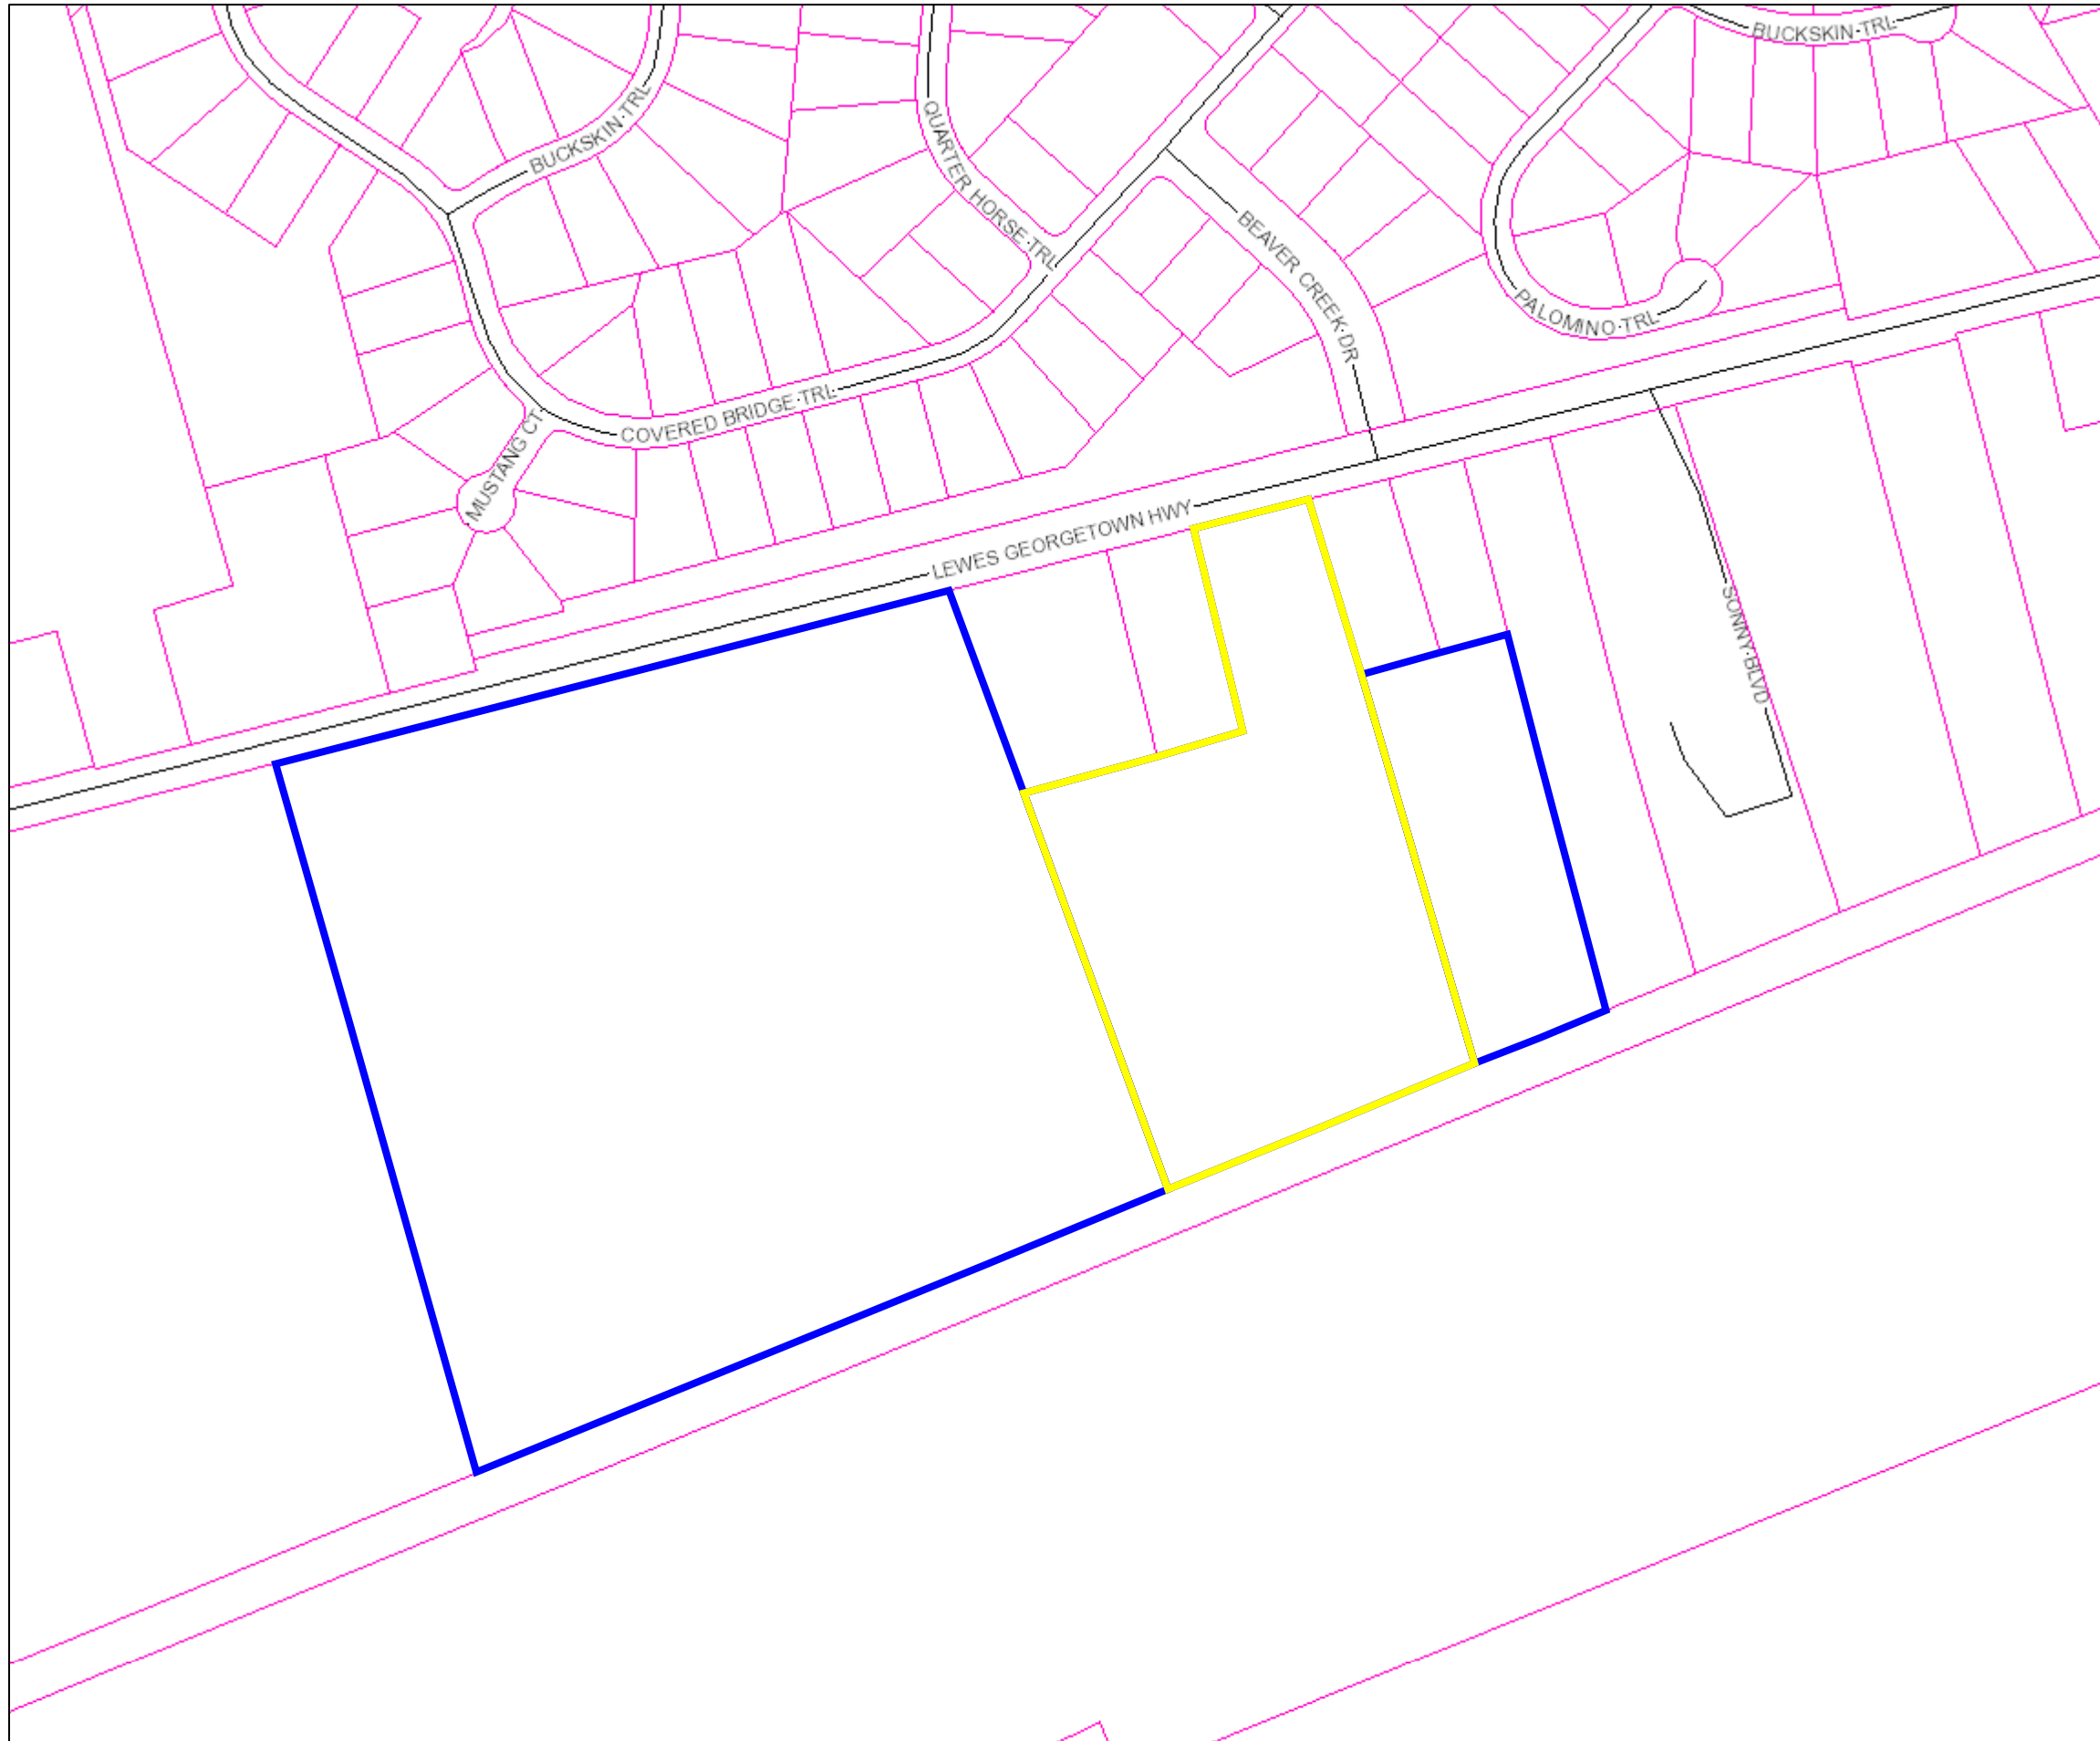 BUCKSKIN TRL
BUCKSKIN TRL
QUARTER HORSE TRL
BEAVER CREEK DR
PALOMINO TRL
COVERED BRIDGE TRL
MUSTANG CT
LEWES GEORGETOWN HWY
SONNY BLVD